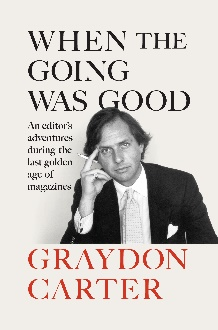 WHEN THE
GOING
WAS GOOD
An editor's
adventures
during the
last golden
age of
magazines
GRAYDON
CARTER